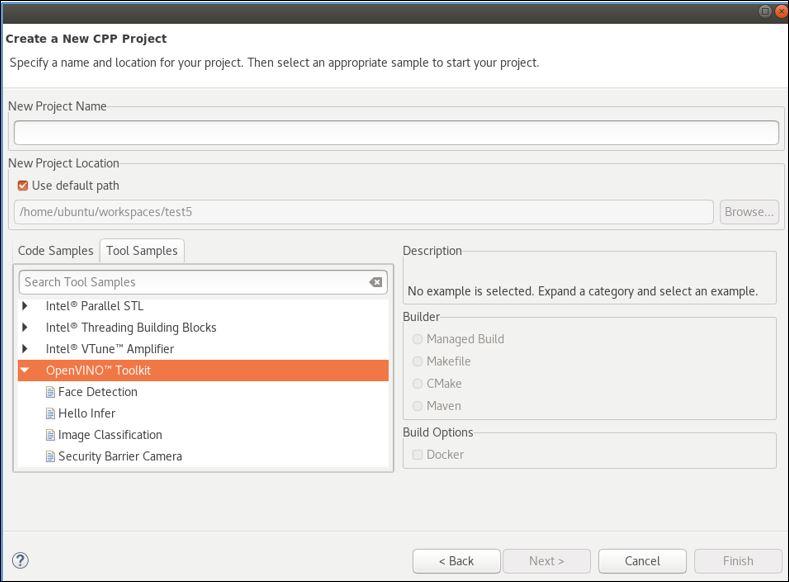 Create a New CPP Project
Specify a name and location for your project. Then select an appropriate sample to start your project.
New Project Name
New Project Location
Use default path
/home/ubuntu/workspaces/test5
Browse...
Code Samples
Tool Samples
Search Tool Samples
Intel® Parallel STL
Intel® Threading Building Blocks
Intel® VTune™ Amplifier
OpenVINO™ Toolkit
Face Detection
Hello Infer
Image Classification
Security Barrier Camera
Description
No example is selected. Expand a category and select an example.
Builder
Managed Build
Makefile
CMake
Maven
Build Options
Docker
?
< Back
Next >
Cancel
Finish